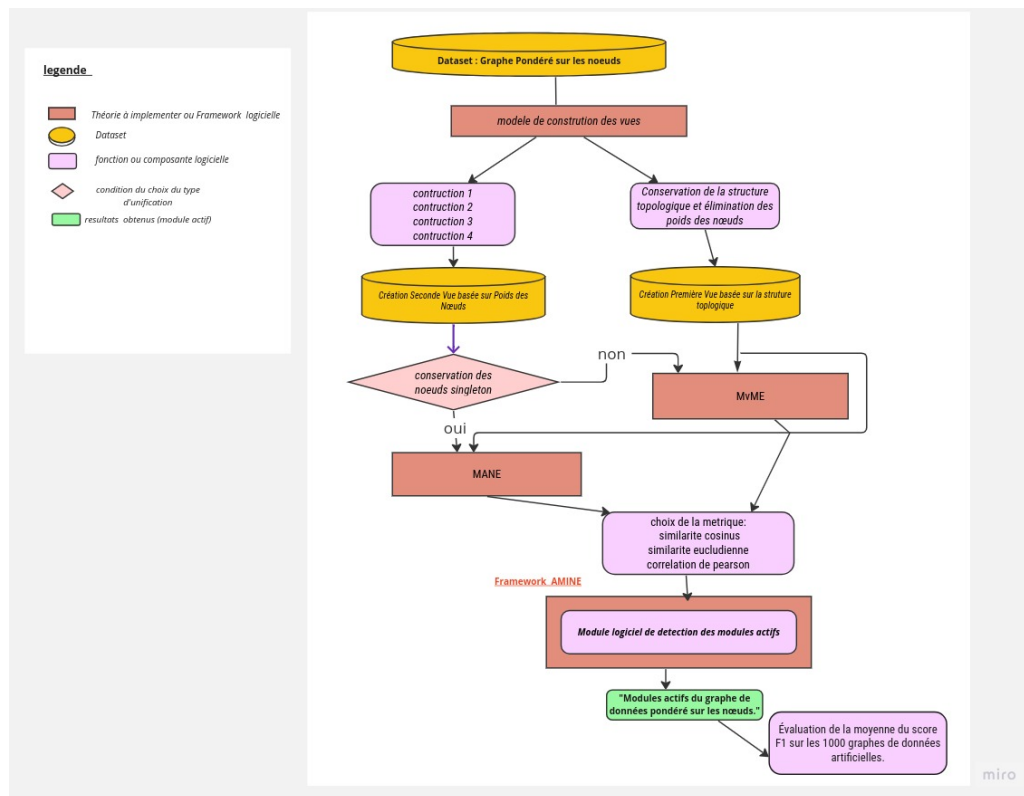 legende
Théorie à implementer ou Framework logicielle
Dataset
fonction ou composante logicielle
condition du choix du type
d'unification
resultats obtenus (module actif)
Dataset : Graphe Pondéré sur les noeuds
modele de constrution des vues
contruction 1
contruction 2
contruction 3
contruction 4
Conservation de la structure
topologique et élimination des
poids des nœuds
Création Seconde Vue basée sur Poids des
Nœuds
Création Première Vue basée sur la struture
toplogique
conservation des
noeuds singleton
non
MvME
oui
MANE
choix de la metrique:
similarite cosinus
similarite eucludienne
correlation de pearson
Framework AMINE
Module logiciel de detection des modules actifs
"Modules actifs du graphe de
données pondéré sur les nœuds."
Évaluation de la moyenne du score
F1 sur les 1000 graphes de données
artificielles.
miro